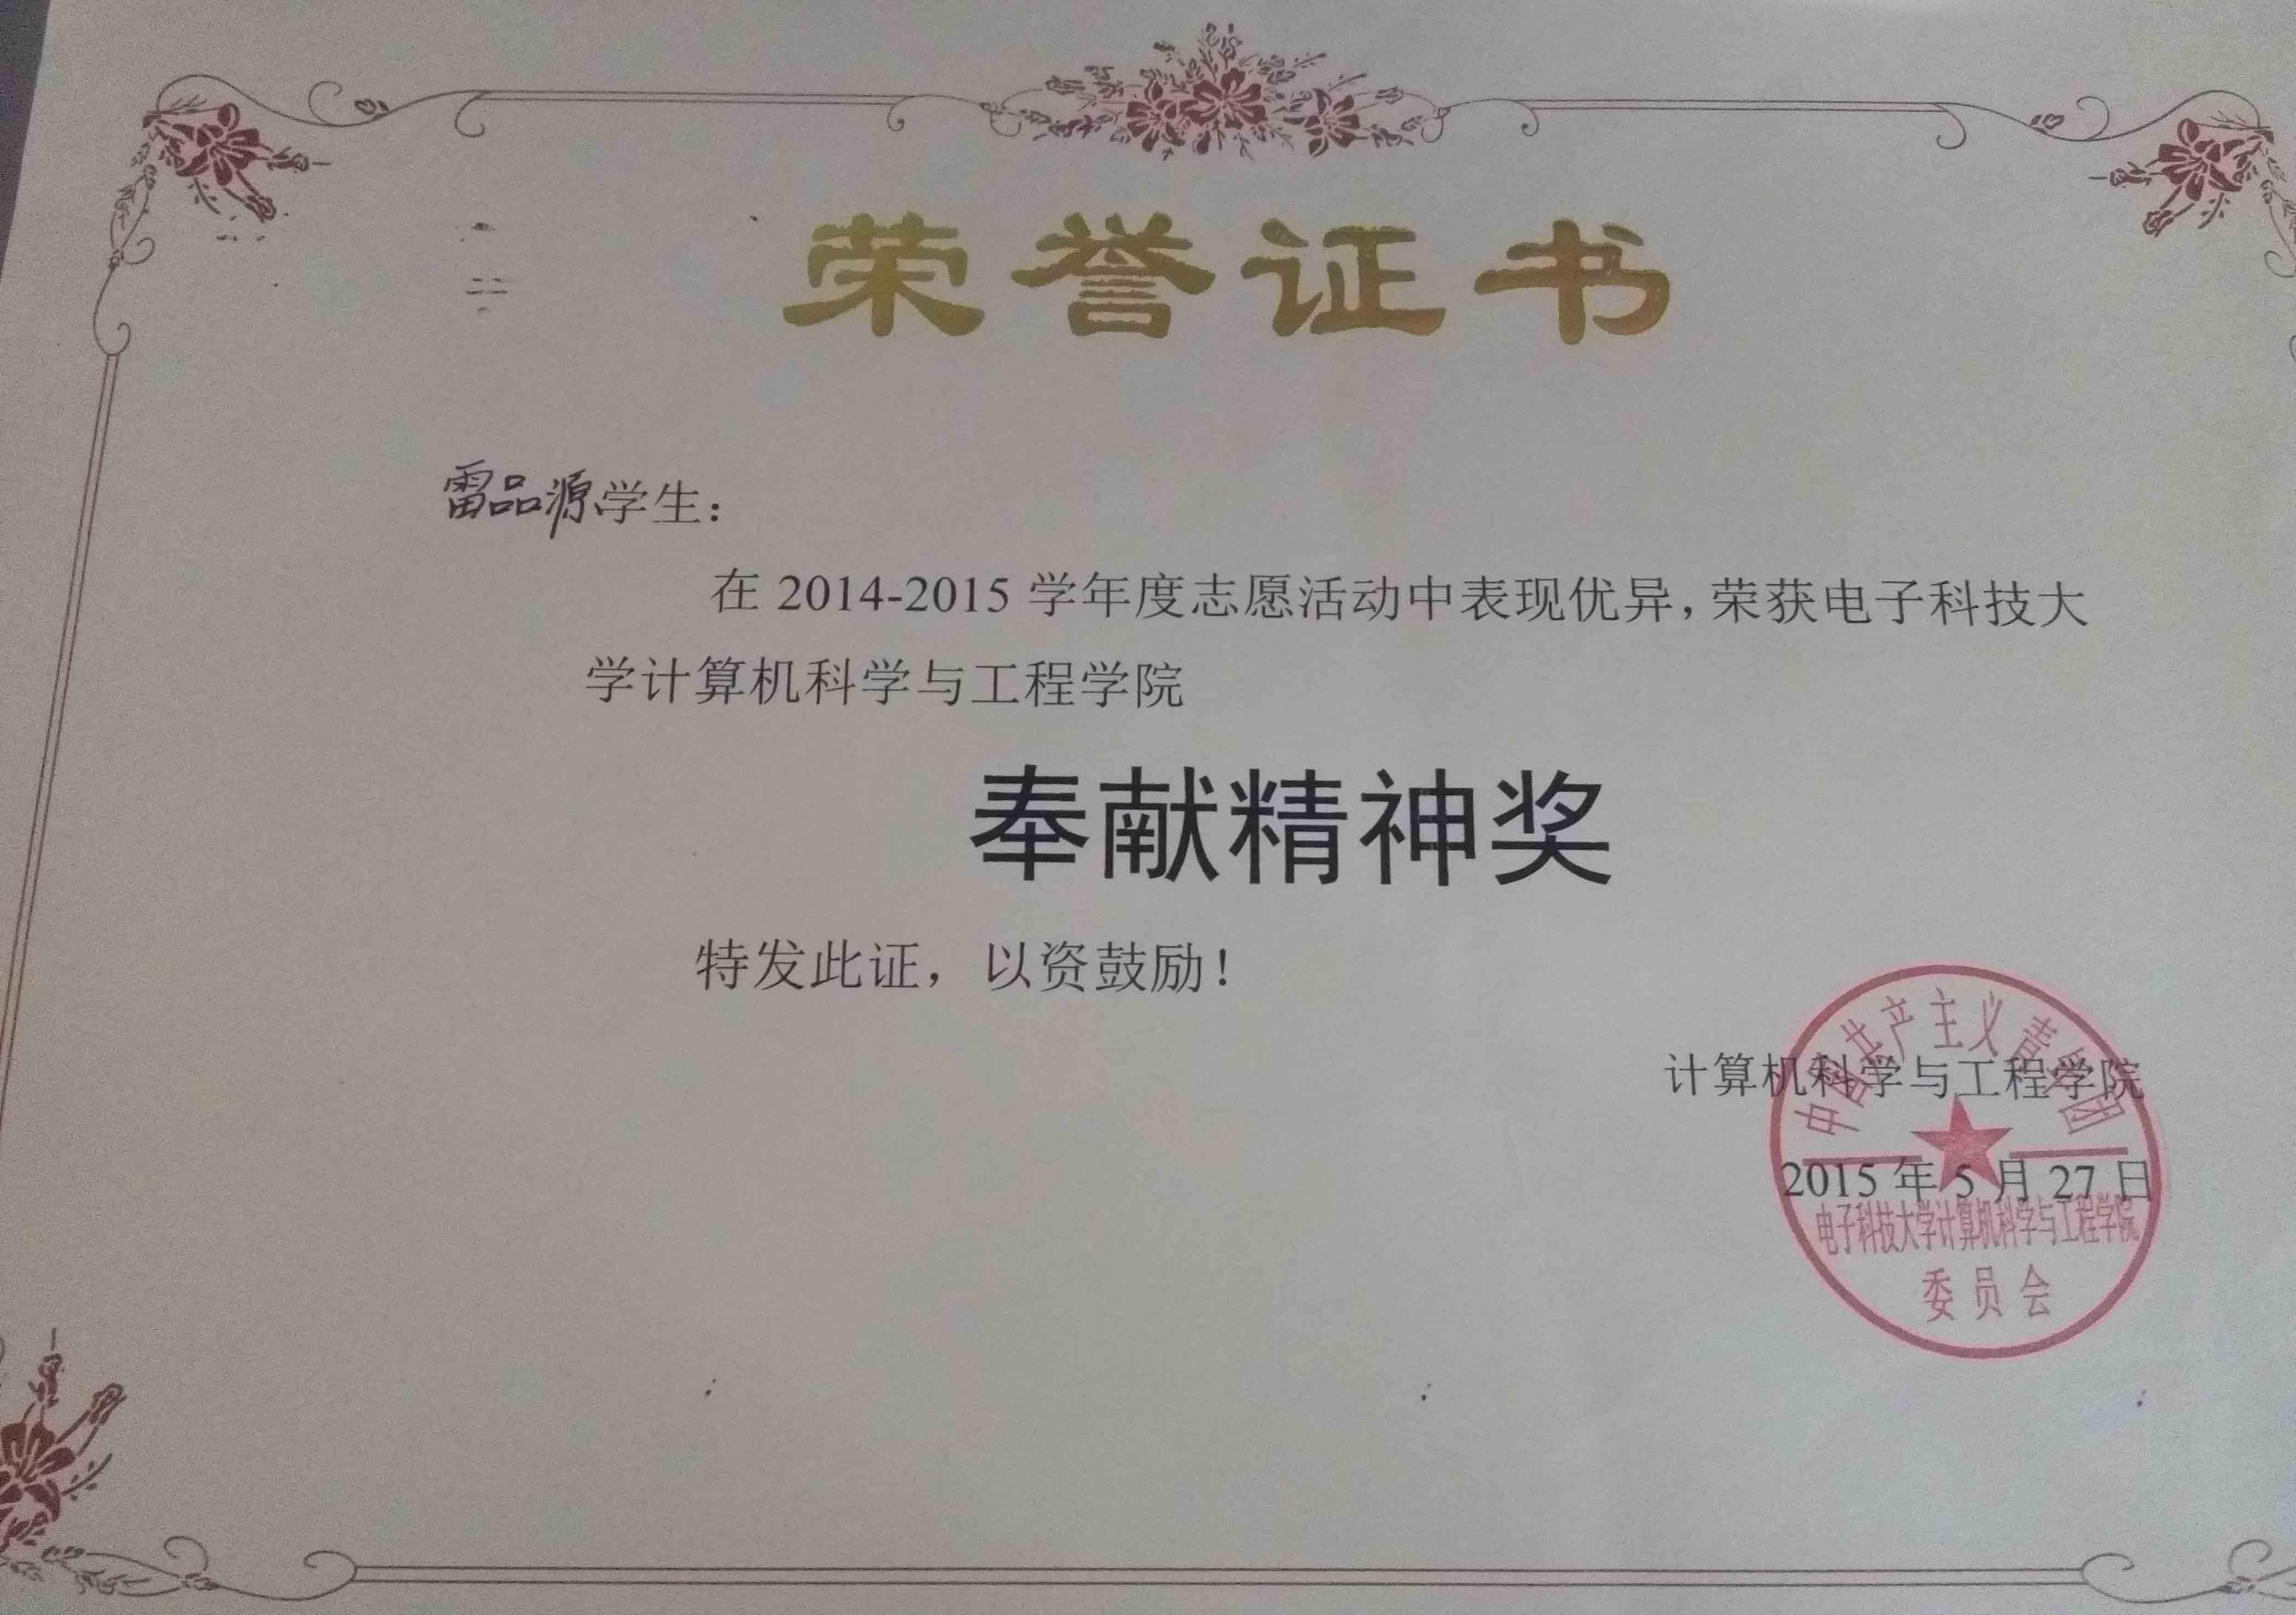 荣誉证书
雷品源学生：
在 2014-2015 学年度志愿活动中表现优异，荣获电子科技大
学计算机科学与工程学院
奉献精神奖
特发此证，以资鼓励！
计算机科学与工程学院
2015 年 5 月 27 日
中国共产主义青年团
电子科技大学计算机科学与工程学院
委员会